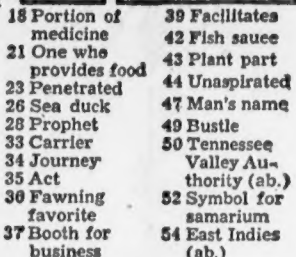 18 Portion of
medicine
21 One who
provides food
23 Penetrated
26 Sea duck
28 Prophet
33 Carrier
34 Journey
35 Act
36 Fawning
favorite
37 Booth for
business
39 Facilitates
42 Fish sauce
43 Plant part
44 Unaspirated
47 Man's name
49 Bustle
50 Tennessee
Valley Au-
thority (ab.)
52 Symbol for
samarium
54 East Indies
(ab.)